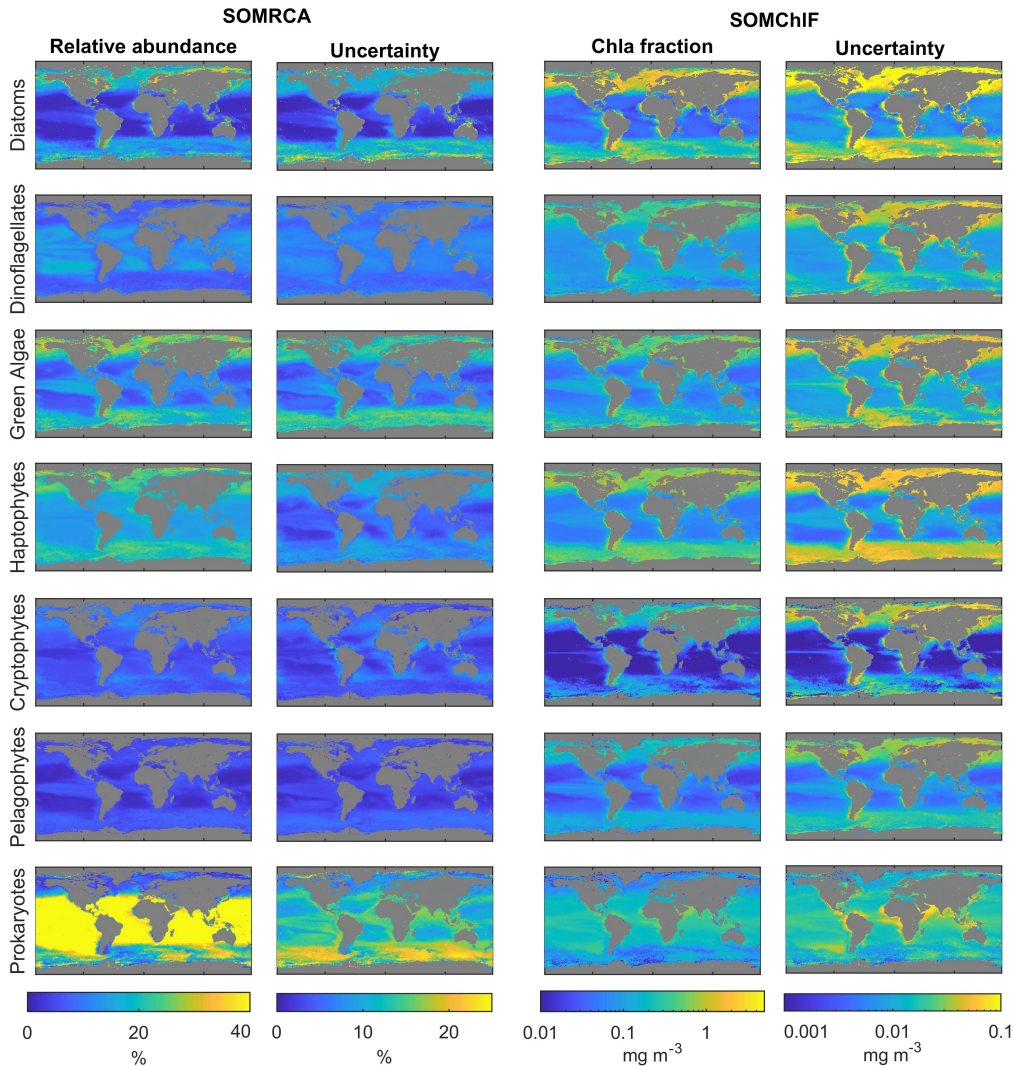 SOMRCA
SOMChlF
Relative abundance
Uncertainty
Chla fraction
Uncertainty
Diatoms
Dinoflagellates
Green Algae
Haptophytes
Cryptophytes
Pelagophytes
Prokaryotes
0 20 40
%
0 10 20
%
0.01 0.1 1
mg m-3
0.001 0.01 0.1
mg m-3